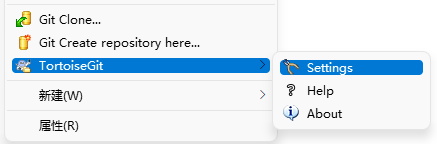 Git Clone...
Git Create repository here...
TortoiseGit
Settings
Help
About
新建(W)
属性(R)